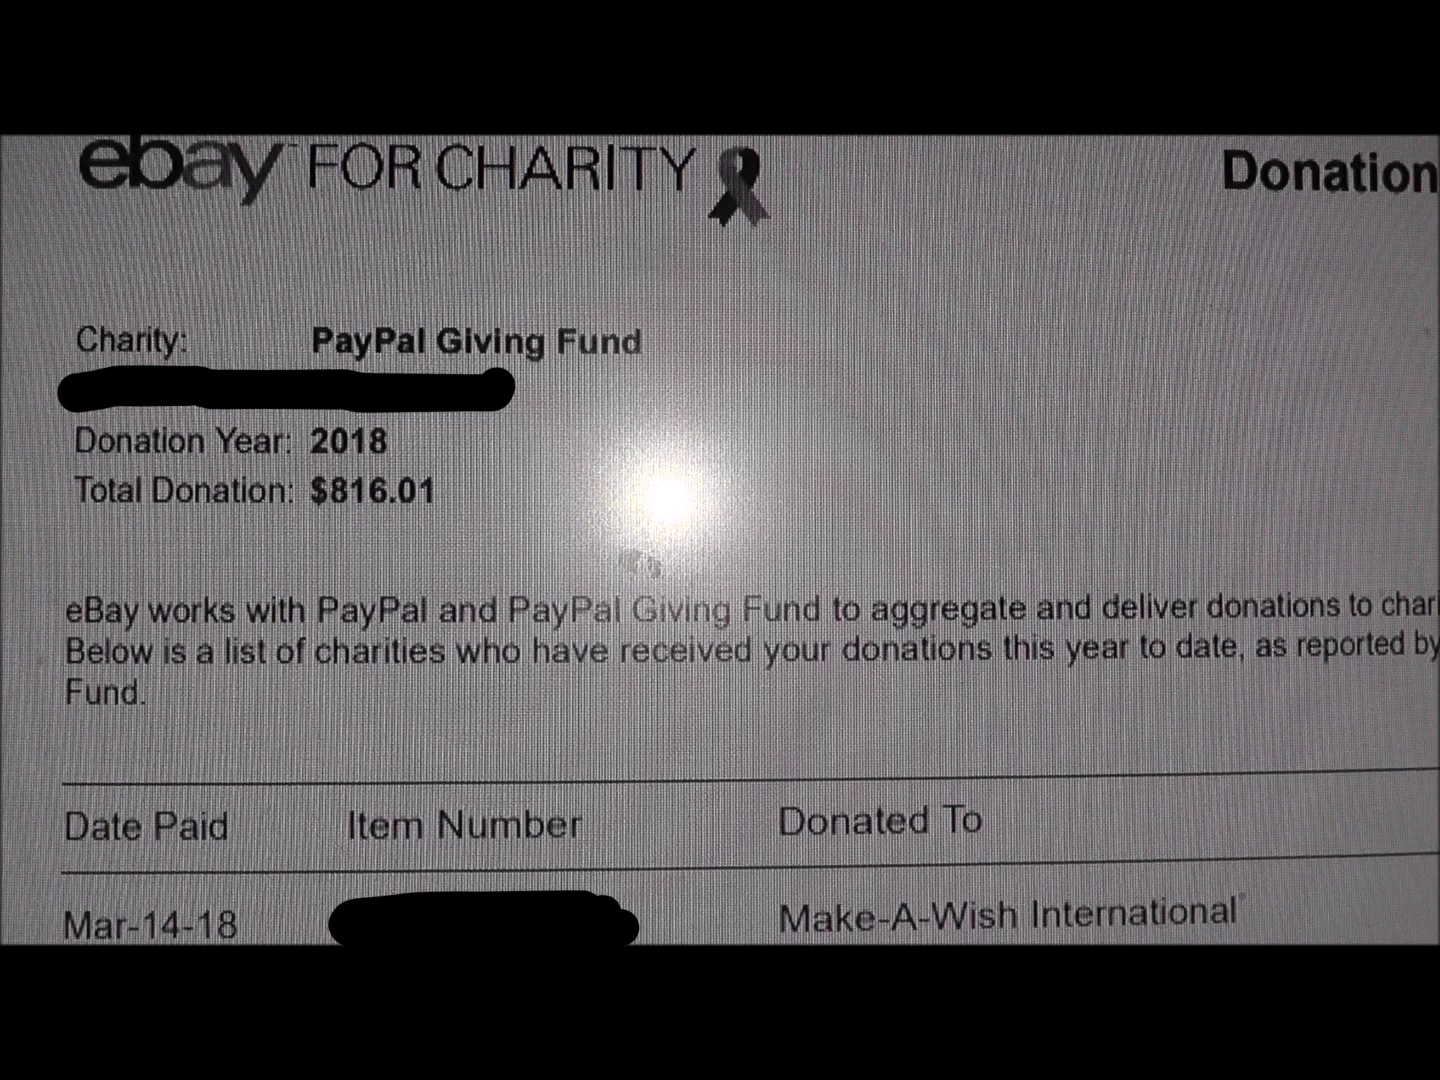 ebay FOR CHARITY Donation
Charity: PayPal Giving Fund
Donation Year: 2018
Total Donation: $816.01
eBay works with PayPal and PayPal Giving Fund to aggregate and deliver donations to chari
Below is a list of charities who have received your donations this year to date, as reported by
Fund.
Date Paid Item Number Donated To
Mar-14-18 Make-A-Wish International